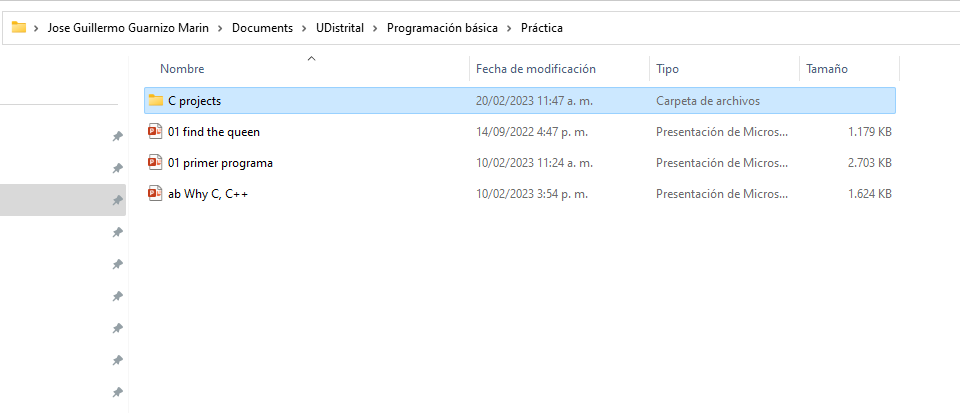 Jose Guillermo Guarnizo Marin > Documents > UDistrital > Programación básica > Práctica
Nombre Fecha de modificación Tipo Tamaño
C projects 20/02/2023 11:47 a. m. Carpeta de archivos
01 find the queen 14/09/2022 4:47 p. m. Presentación de Micros... 1.179 KB
01 primer programa 10/02/2023 11:24 a. m. Presentación de Micros... 2.703 KB
ab Why C, C++ 10/02/2023 3:54 p. m. Presentación de Micros... 1.624 KB